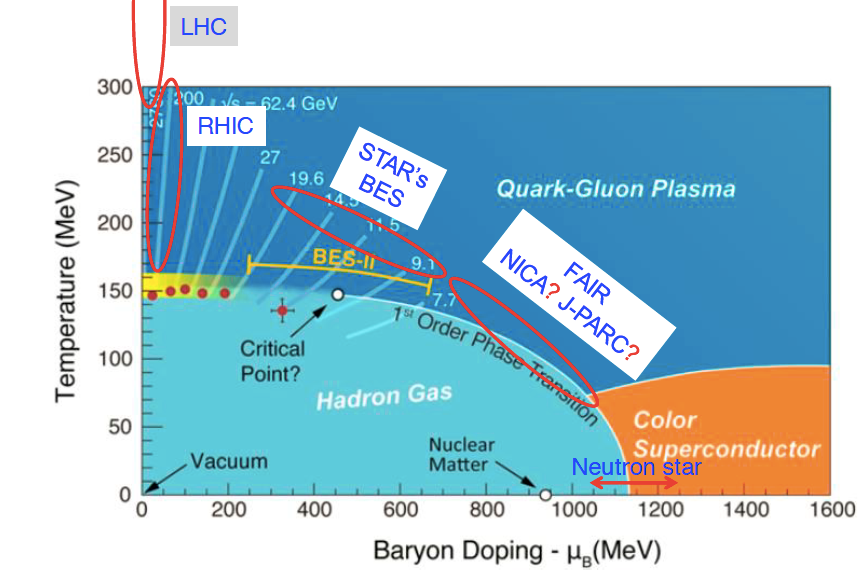 LHC
300
250
200
150
100
50
0
Temperature (MeV)
200
√s = 62.4 GeV
RHIC
27
19.6
14.5
11.5
9.1
7.7
STAR's
BES
BES-II
Quark-Gluon Plasma
FAIR
NICA? J-PARC?
1st Order Phase Transition
Critical
Point?
Hadron Gas
Color
Superconductor
Nuclear
Matter
Neutron star
Vacuum
0 200 400 600 800 1000 1200 1400 1600
Baryon Doping - μB(MeV)